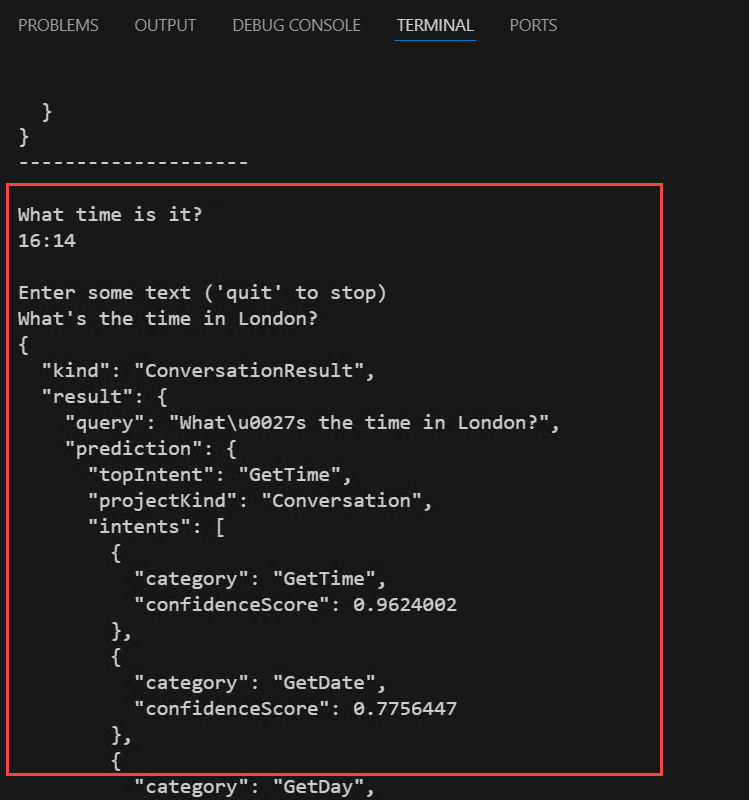 PROBLEMS OUTPUT DEBUG CONSOLE TERMINAL PORTS
  }
}
--------------------
What time is it?
16:14
Enter some text ('quit' to stop)
What's the time in London?
{
  "kind": "ConversationResult",
  "result": {
    "query": "What\u0027s the time in London?",
    "prediction": {
      "topIntent": "GetTime",
      "projectKind": "Conversation",
      "intents": [
        {
          "category": "GetTime",
          "confidenceScore": 0.9624002
        },
        {
          "category": "GetDate",
          "confidenceScore": 0.7756447
        },
        {
          "category": "GetDay",